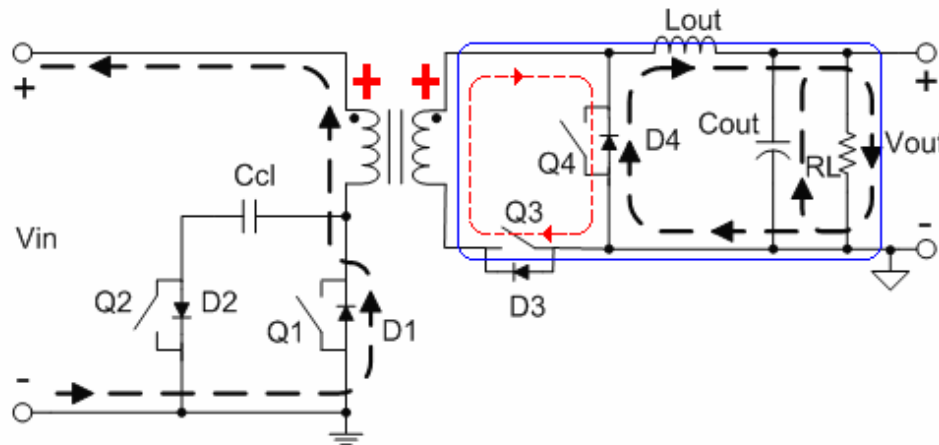 Lout
+
+
+
+
Q4
D4
Cout
RL
Vout
Ccl
Q3
-
Vin
D3
Q2
D2
Q1
D1
-